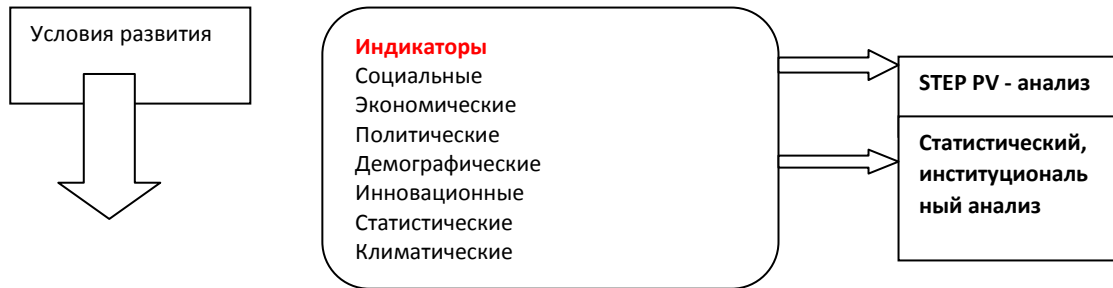 Условия развития
Индикаторы
Социальные
Экономические
Политические
Демографические
Инновационные
Статистические
Климатические
STEP PV - анализ
Статистический,
институциональ
ный анализ